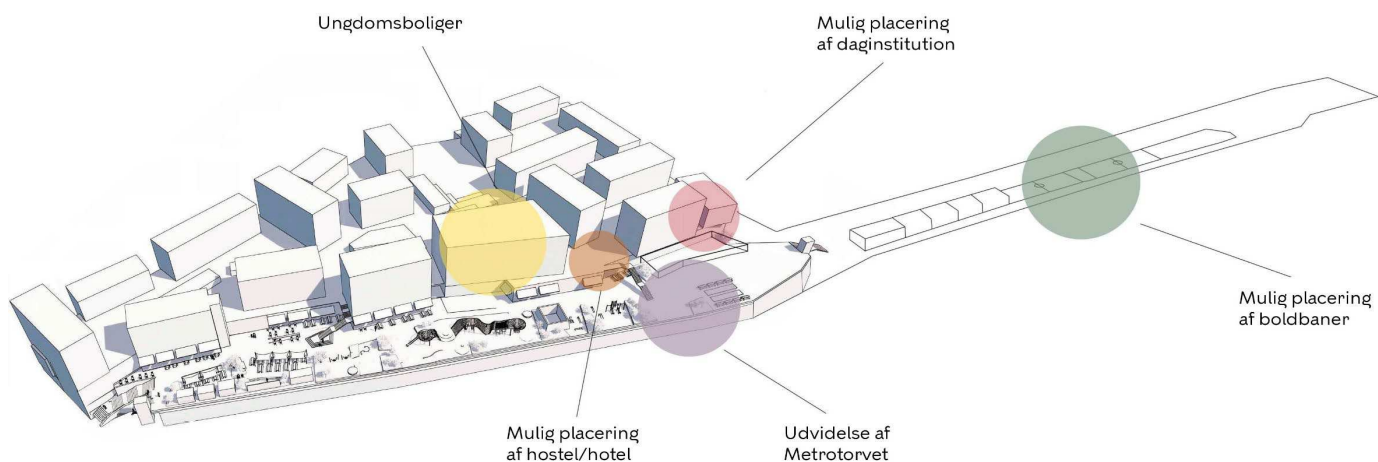 Ungdomsboliger
Mulig placering
af daginstitution
Mulig placering
af boldbaner
Mulig placering
af hostel/hotel
Udvidelse af
Metrotorvet